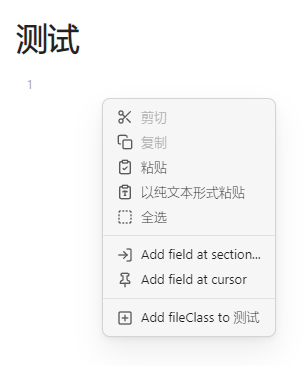 测试
1
剪切
复制
粘贴
以纯文本形式粘贴
全选
Add field at section...
Add field at cursor
Add fileClass to 测试